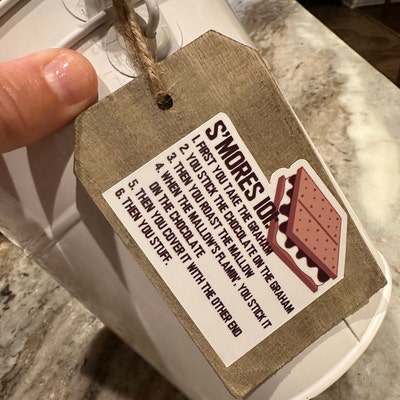 S'MORES 101
1. FIRST YOU TAKE THE GRAHAM
2. YOU STICK THE CHOCOLATE ON THE GRAHAM
3. THEN YOU ROAST THE MALLOW
4. WHEN THE MALLOW'S FLAMIN', YOU STICK IT
ON THE CHOCOLATE
5. THEN YOU COVER IT WITH THE OTHER END
6. THEN YOU STUFF.